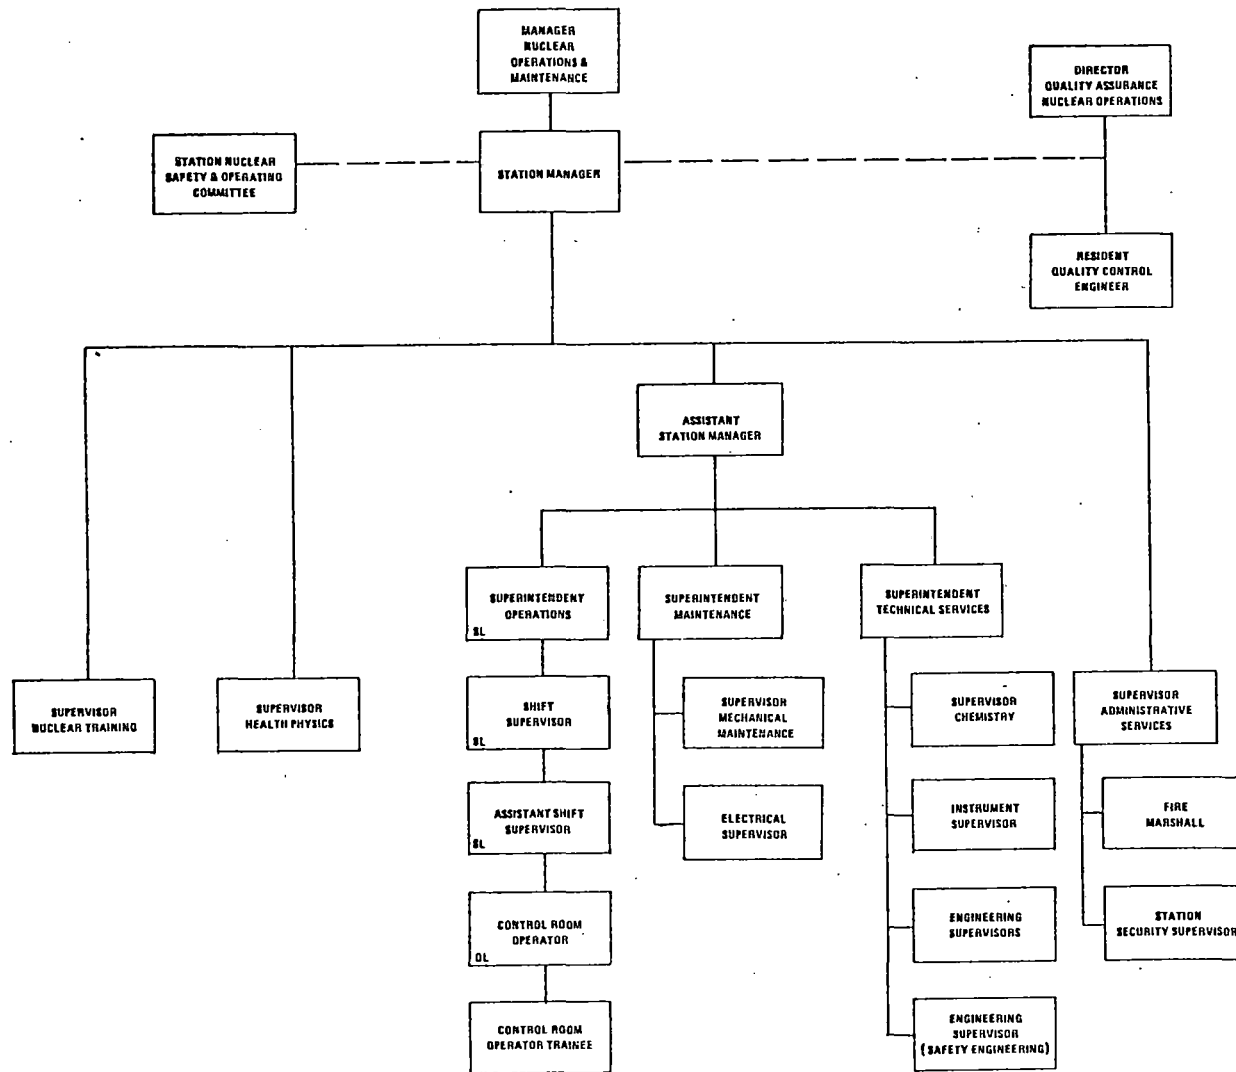 MANAGER
NUCLEAR
OPERATIONS &
MAINTENANCE
DIRECTOR
QUALITY ASSURANCE
NUCLEAR OPERATIONS
STATION NUCLEAR
SAFETY & OPERATING
COMMITTEE
STATION MANAGER
RESIDENT
QUALITY CONTROL
ENGINEER
ASSISTANT
STATION MANAGER
SUPERINTENDENT
OPERATIONS
SL
SUPERINTENDENT
MAINTENANCE
SUPERINTENDENT
TECHNICAL SERVICES
SUPERVISOR
NUCLEAR TRAINING
SUPERVISOR
HEALTH PHYSICS
SHIFT
SUPERVISOR
SL
SUPERVISOR
MECHANICAL
MAINTENANCE
SUPERVISOR
CHEMISTRY
SUPERVISOR
ADMINISTRATIVE
SERVICES
ASSISTANT SHIFT
SUPERVISOR
SL
ELECTRICAL
SUPERVISOR
INSTRUMENT
SUPERVISOR
FIRE
MARSHALL
CONTROL ROOM
OPERATOR
OL
ENGINEERING
SUPERVISORS
STATION
SECURITY SUPERVISOR
CONTROL ROOM
OPERATOR TRAINEE
ENGINEERING
SUPERVISOR
(SAFETY ENGINEERING)